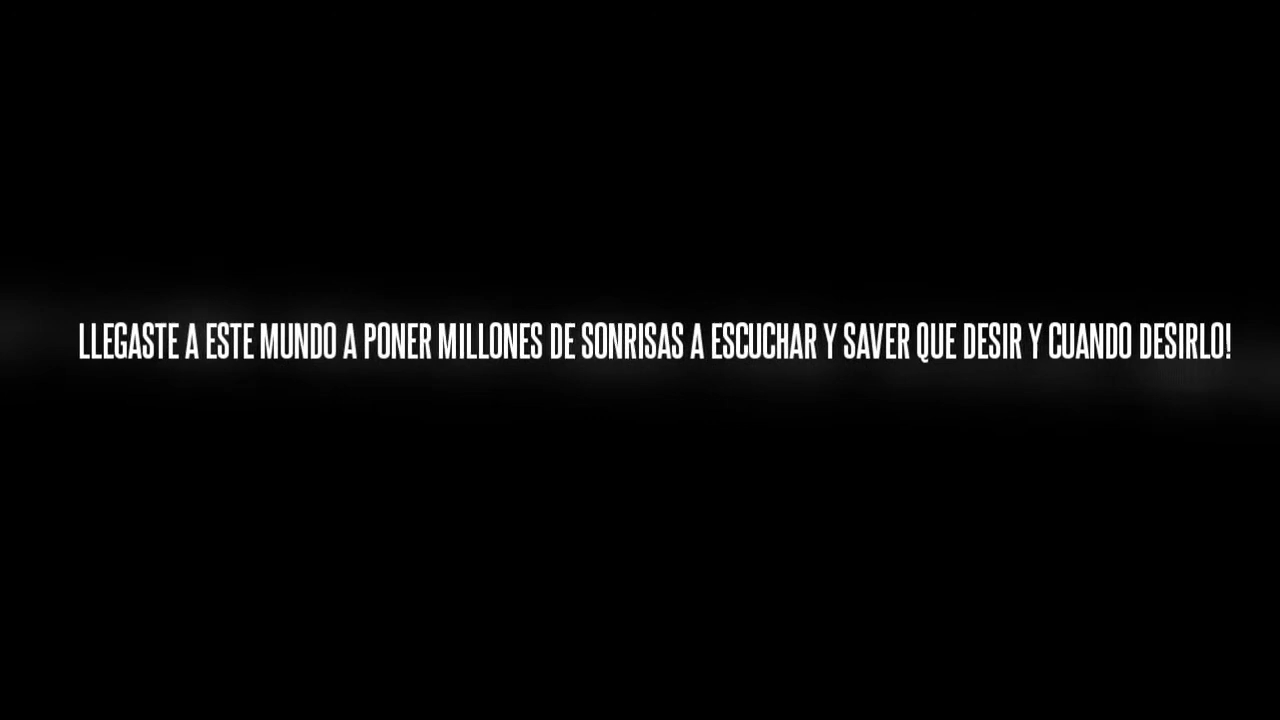 LLEGASTE A ESTE MUNDO A PONER MILLONES DE SONRISAS A ESCUCHAR Y SAVER QUE DESIR Y CUANDO DESIRLO!